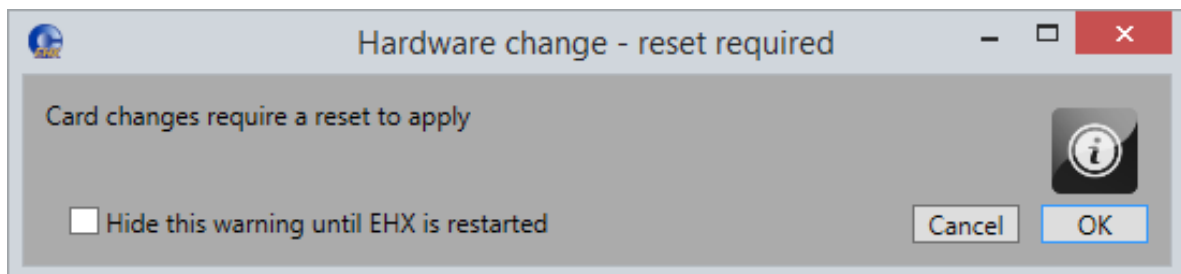 Hardware change - reset required
Card changes require a reset to apply
Hide this warning until EHX is restarted
Cancel
OK